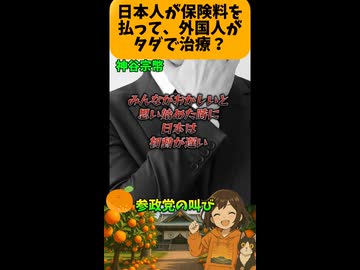 日本人が保険料を
払って、外国人が
タダで治療？
神谷宗幣
みんながおかしいと
思い始めた時に
日本は
初動が遅い
参政党の叫び